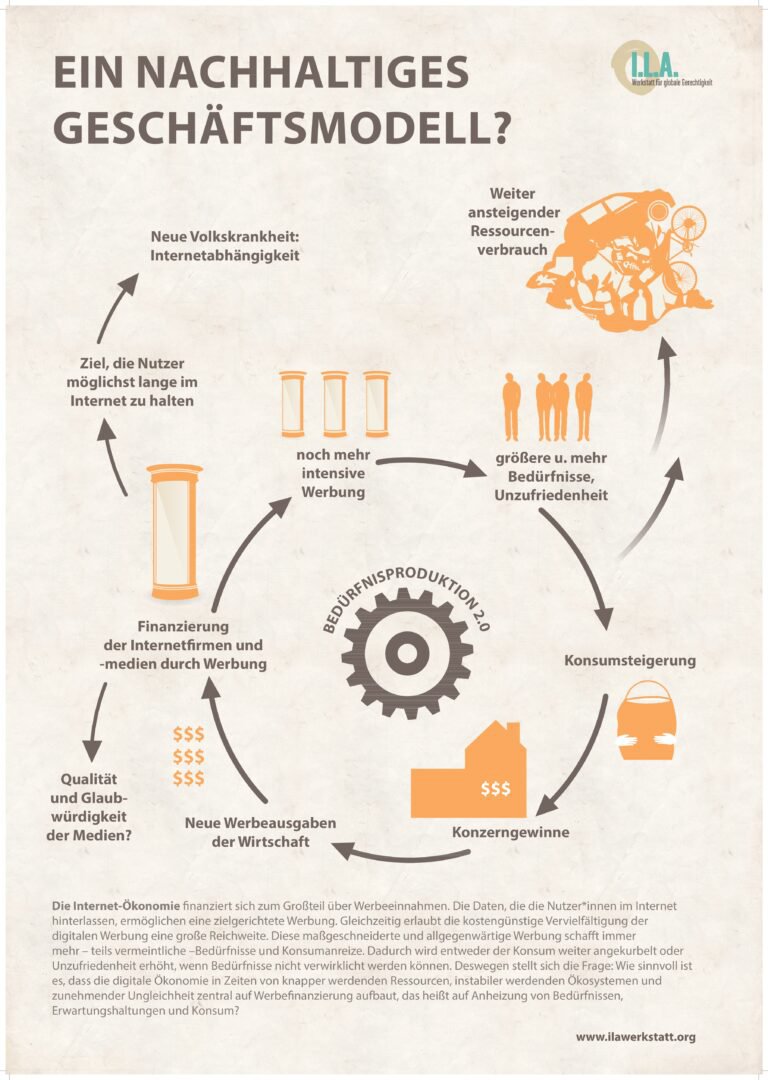 EIN NACHHALTIGES
GESCHÄFTSMODELL?
I.L.A.
Werkstatt für globale Gerechtigkeit
Weiter
ansteigender
Ressourcen-
verbrauch
Neue Volkskrankheit:
Internetabhängigkeit
Ziel, die Nutzer
möglichst lange im
Internet zu halten
noch mehr
intensive
Werbung
größere u. mehr
Bedürfnisse,
Unzufriedenheit
BEDÜRFNISPRODUKTION 2.0
Finanzierung
der Internetfirmen und
-medien durch Werbung
Konsumsteigerung
$$$
$$$
$$$
$$$
Qualität
und Glaub-
würdigkeit
der Medien?
Neue Werbeausgaben
der Wirtschaft
Konzerngewinne
Die Internet-Ökonomie finanziert sich zum Großteil über Werbeeinnahmen. Die Daten, die die Nutzer*innen im Internet
hinterlassen, ermöglichen eine zielgerichtete Werbung. Gleichzeitig erlaubt die kostengünstige Vervielfältigung der
digitalen Werbung eine große Reichweite. Diese maßgeschneiderte und allgegenwärtige Werbung schafft immer
mehr – teils vermeintliche –Bedürfnisse und Konsumanreize. Dadurch wird entweder der Konsum weiter angekurbelt oder
Unzufriedenheit erhöht, wenn Bedürfnisse nicht verwirklicht werden können. Deswegen stellt sich die Frage: Wie sinnvoll ist
es, dass die digitale Ökonomie in Zeiten von knapper werdenden Ressourcen, instabiler werdenden Ökosystemen und
zunehmender Ungleichheit zentral auf Werbefinanzierung aufbaut, das heißt auf Anheizung von Bedürfnissen,
Erwartungshaltungen und Konsum?
www.ilawerkstatt.org